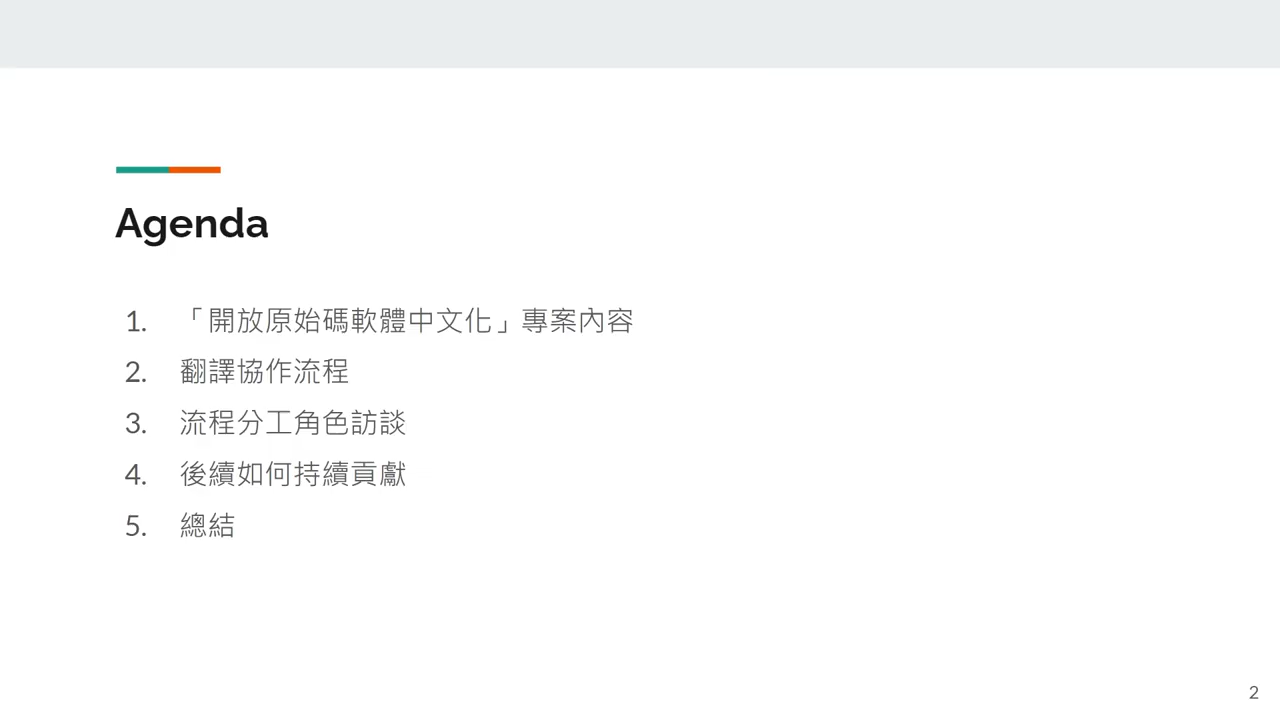 Agenda
1. 「開放原始碼軟體中文化」專案內容
2. 翻譯協作流程
3. 流程分工角色訪談
4. 後續如何持續貢獻
5. 總結
2